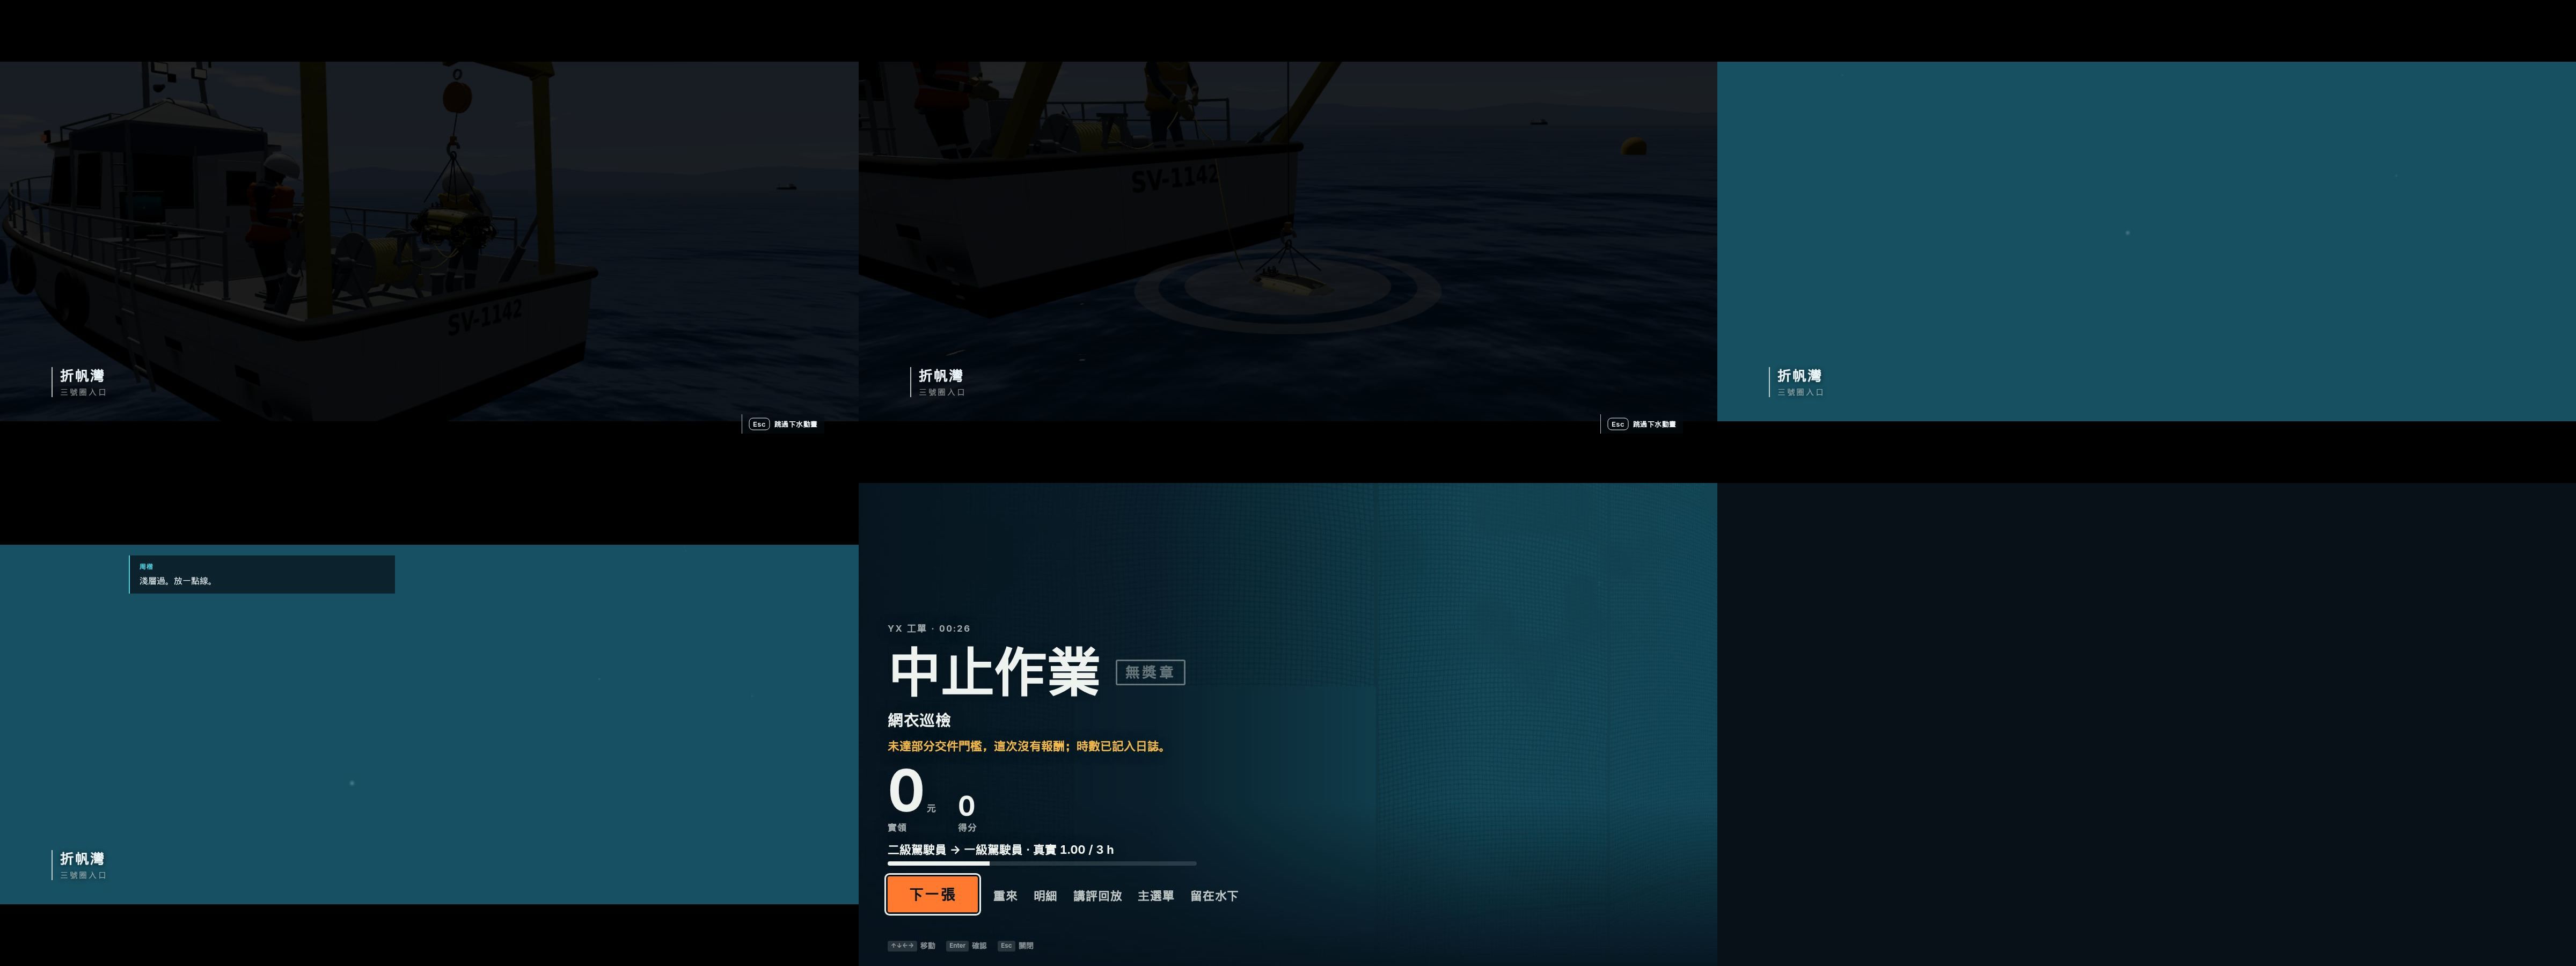 SV-1142
折帆灣
三號圈入口
Esc 跳過下水動畫
SV-1142
折帆灣
三號圈入口
Esc 跳過下水動畫
折帆灣
三號圈入口
周櫓
淺層過。放一點線。
折帆灣
三號圈入口
YX 工單 · 00:26
中止作業 無獎章
網衣巡檢
未達部分交件門檻，這次沒有報酬；時數已記入日誌。
0 元 0
實領 得分
二級駕駛員 → 一級駕駛員 · 真實 1.00 / 3 h
下一張 重來 明細 講評回放 主選單 留在水下
↑↓←→ 移動 Enter 確認 Esc 關閉